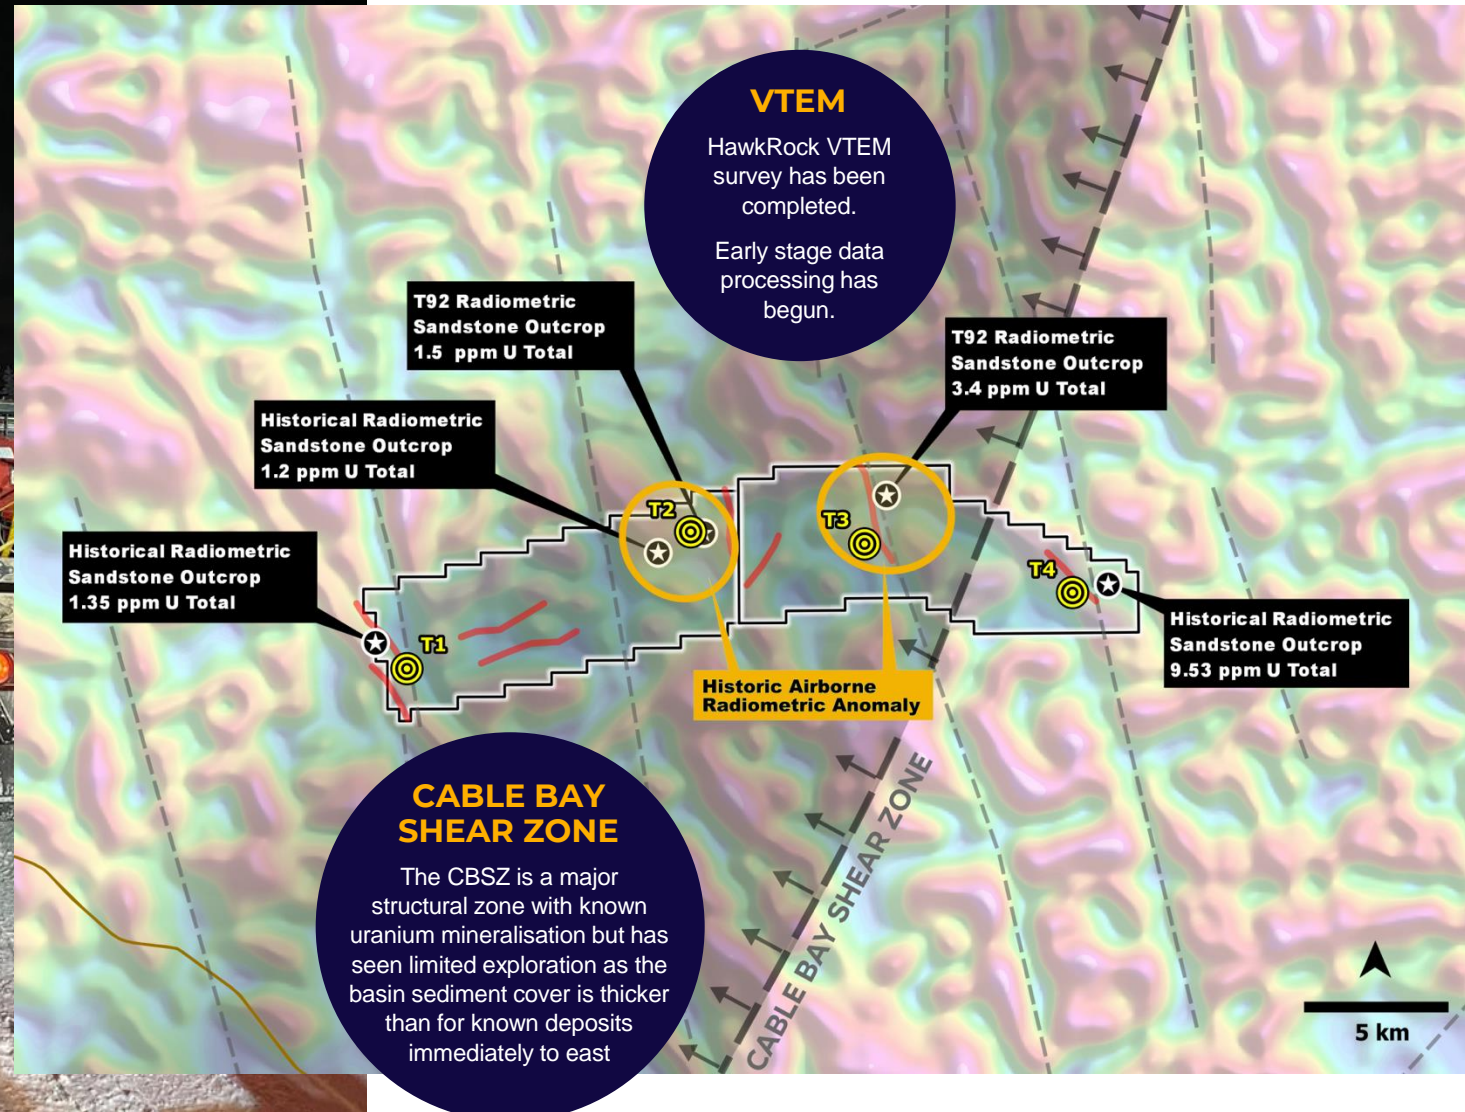 VTEM
HawkRock VTEM
survey has been
completed.
Early stage data
processing has
begun.
T92 Radiometric
Sandstone Outcrop
1.5 ppm U Total
T92 Radiometric
Sandstone Outcrop
3.4 ppm U Total
Historical Radiometric
Sandstone Outcrop
1.2 ppm U Total
Historical Radiometric
Sandstone Outcrop
1.35 ppm U Total
T2
T3
T4
T1
Historical Radiometric
Sandstone Outcrop
9.53 ppm U Total
Historic Airborne
Radiometric Anomaly
CABLE BAY SHEAR ZONE
CABLE BAY
SHEAR ZONE
The CBSZ is a major
structural zone with known
uranium mineralisation but has
seen limited exploration as the
basin sediment cover is thicker
than for known deposits
immediately to east
5 km